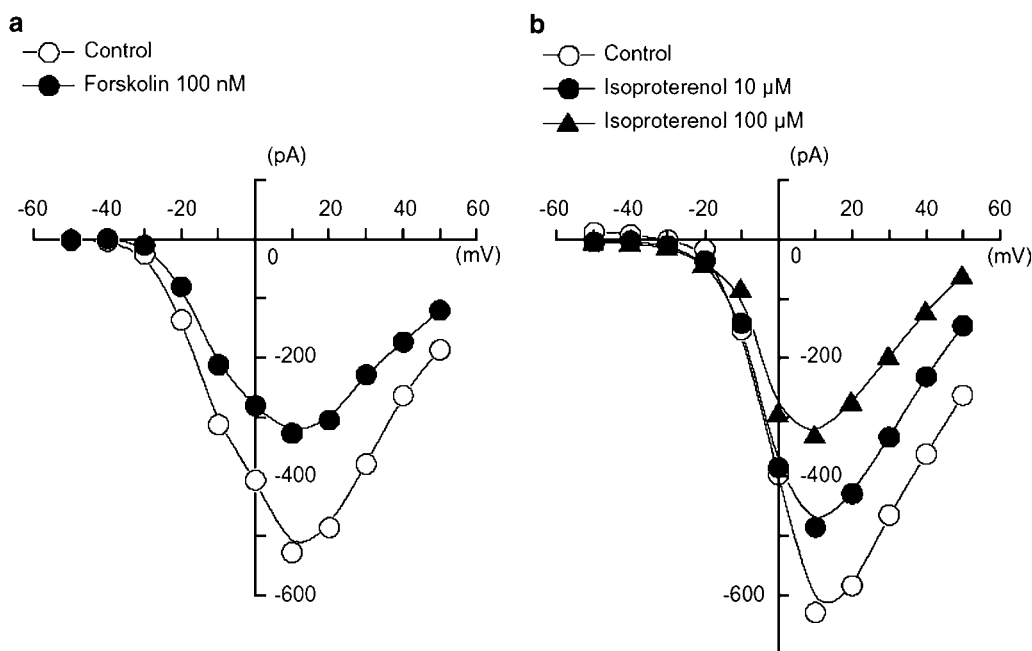 a
Control
Forskolin 100 nM
(pA)
-60 -40 -20 20 40 60
0 (mV)
-200
-400
-600
b
Control
Isoproterenol 10 µM
Isoproterenol 100 µM
(pA)
-60 -40 -20 20 40 60
0 (mV)
-200
-400
-600